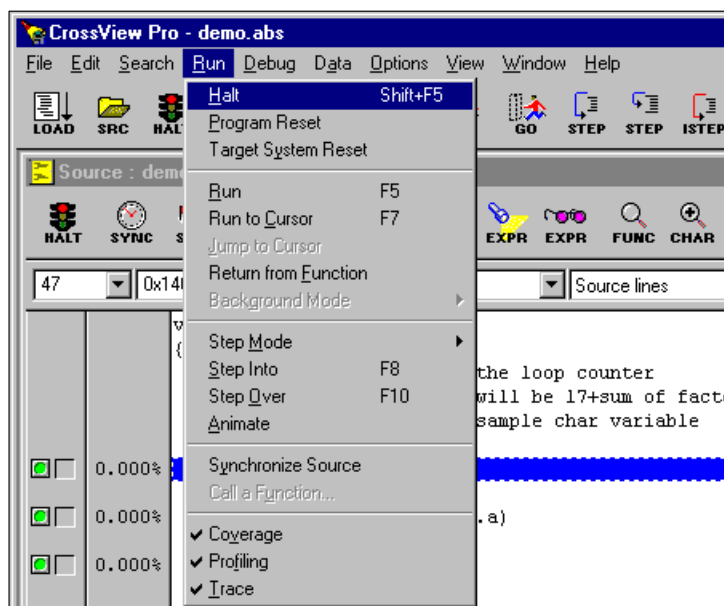 CrossView Pro - demo.abs
File Edit Search Run Debug Data Options View Window Help
LOAD SRC GO STEP STEP ISTEP
Halt Shift+F5
Program Reset
Target System Reset
Run F5
Run to Cursor F7
Jump to Cursor
Return from Function
Background Mode
Step Mode
Step Into F8
Step Over F10
Animate
Synchronize Source
Call a Function...
Coverage
Profiling
Trace
Source : dem
HALT SYNC EXPR EXPR FUNC CHAR
47 0x14 Source lines
{
the loop counter
will be 17+sum of facto
sample char variable
0.000%
0.000% .a)
0.000%